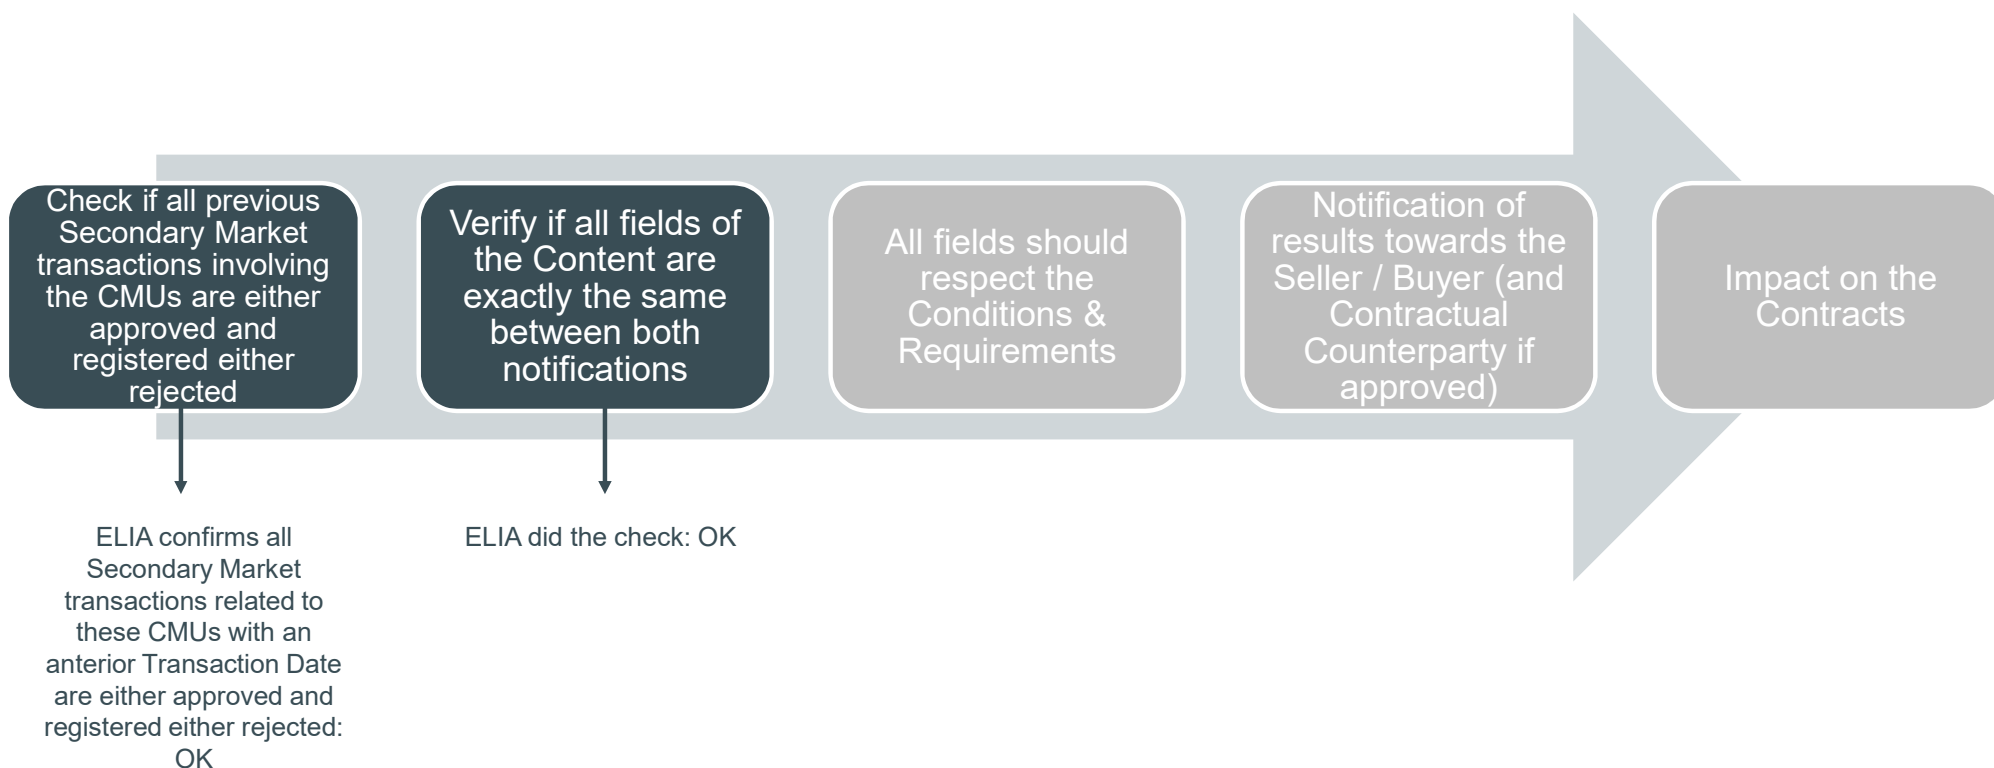 Check if all previous
Secondary Market
transactions involving
the CMUs are either
approved and
registered either
rejected
Verify if all fields of
the Content are
exactly the same
between both
notifications
All fields should
respect the
Conditions &
Requirements
Notification of
results towards the
Seller / Buyer (and
Contractual
Counterparty if
approved)
Impact on the
Contracts
ELIA confirms all
Secondary Market
transactions related to
these CMUs with an
anterior Transaction Date
are either approved and
registered either rejected:
OK
ELIA did the check: OK